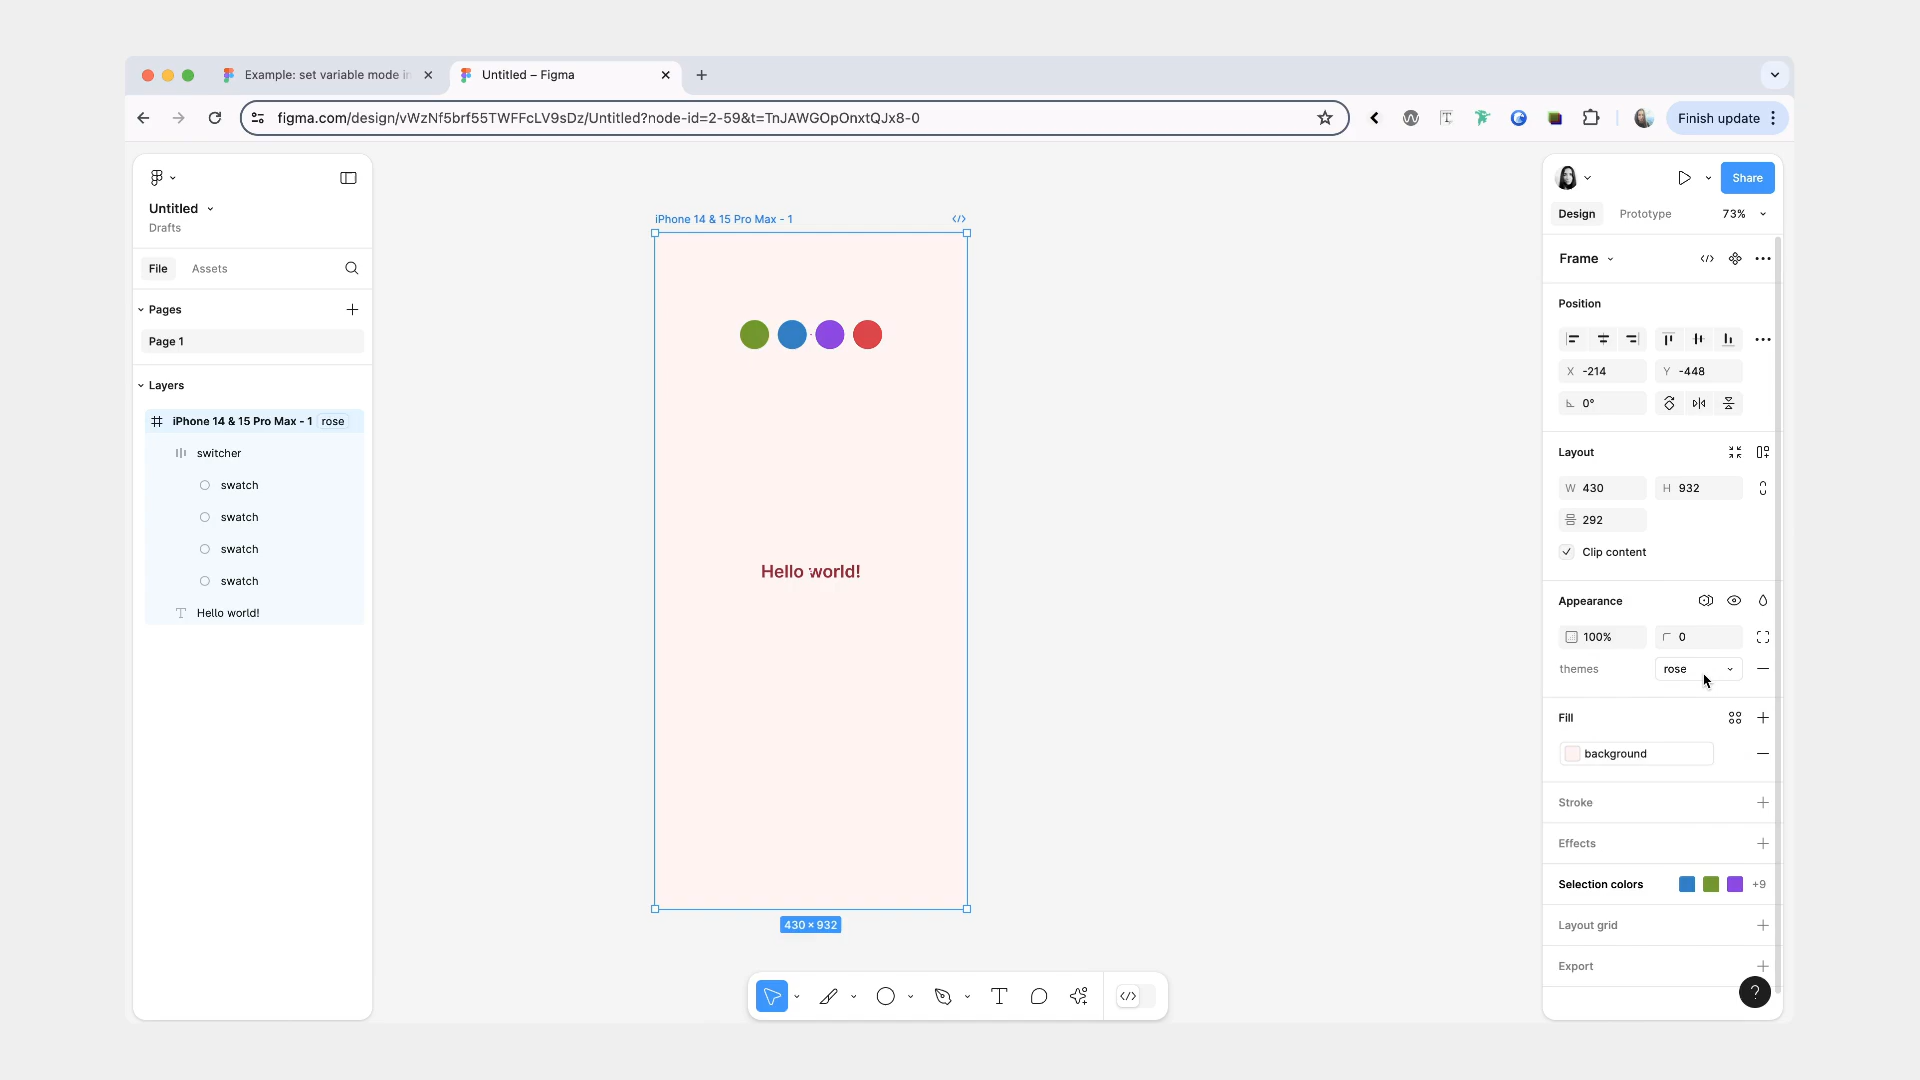 Example: set variable mode in
Untitled – Figma
figma.com/design/vWzNf5brf55TWFFcLV9sDz/Untitled?node-id=2-59&t=TnJAWGOpOnxtQJx8-0
Finish update
Untitled
Drafts
File
Assets
Pages
Page 1
Layers
iPhone 14 & 15 Pro Max - 1
rose
switcher
swatch
swatch
swatch
swatch
Hello world!
iPhone 14 & 15 Pro Max - 1
Hello world!
430 × 932
Share
Design
Prototype
73%
Frame
Position
X -214
Y -448
0°
Layout
W 430
H 932
292
Clip content
Appearance
100%
0
themes
rose
Fill
background
Stroke
Effects
Selection colors
+9
Layout grid
Export
?